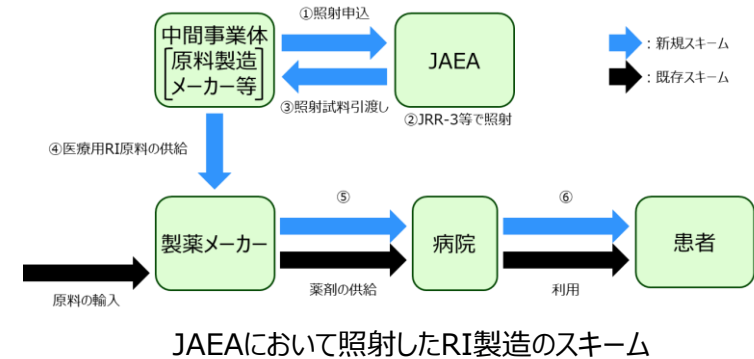 ①照射申込
中間事業体
原料製造
メーカー等
JAEA
:新規スキーム
:既存スキーム
③照射試料引渡し
②JRR-3等で照射
④医療用RI原料の供給
⑤
⑥
製薬メーカー
病院
患者
原料の輸入
薬剤の供給
利用
JAEAにおいて照射したRI製造のスキーム